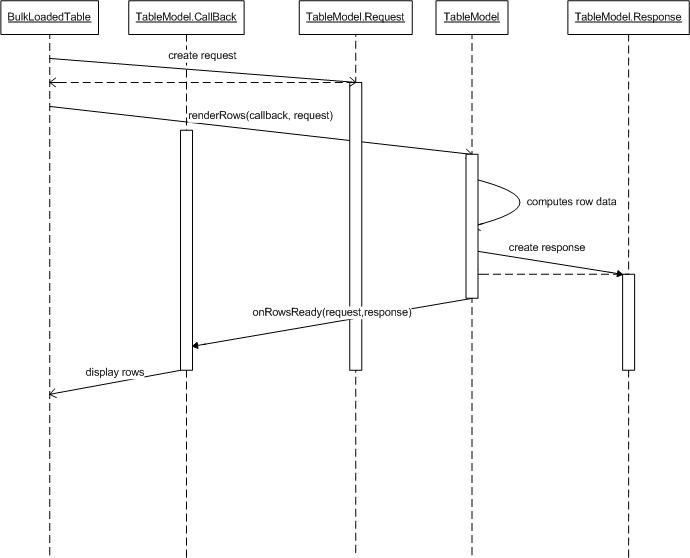 BulkLoadedTable
TableModel.CallBack
TableModel.Request
TableModel
TableModel.Response
create request
renderRows(callback, request)
computes row data
create response
onRowsReady(request,response)
display rows